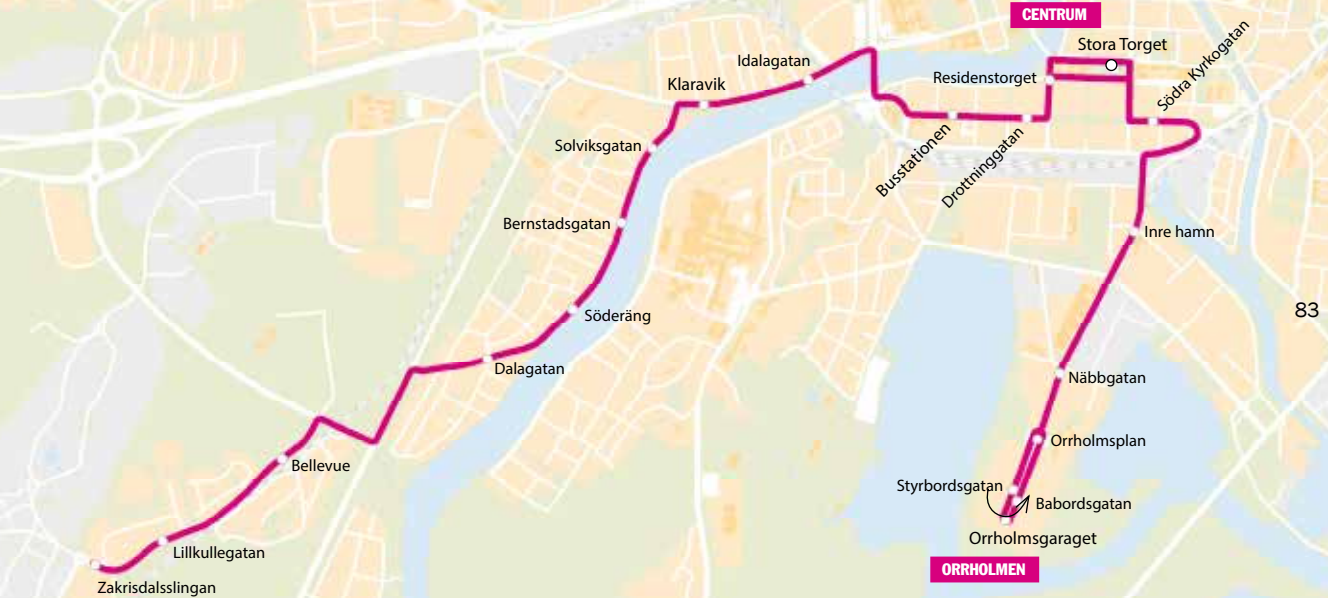 CENTRUM
Stora Torget
Södra Kyrkogatan
Idalagatan
Residenstorget
Klaravik
Solviksgatan
Busstationen
Drottninggatan
Bernstadsgatan
Inre hamn
83
Söderäng
Dalagatan
Näbbgatan
Orrholmsplan
Bellevue
Styrbordsgatan
Babordsgatan
Orrholmsgaraget
Lillkullegatan
ORRHOLMEN
Zakrisdalsslingan